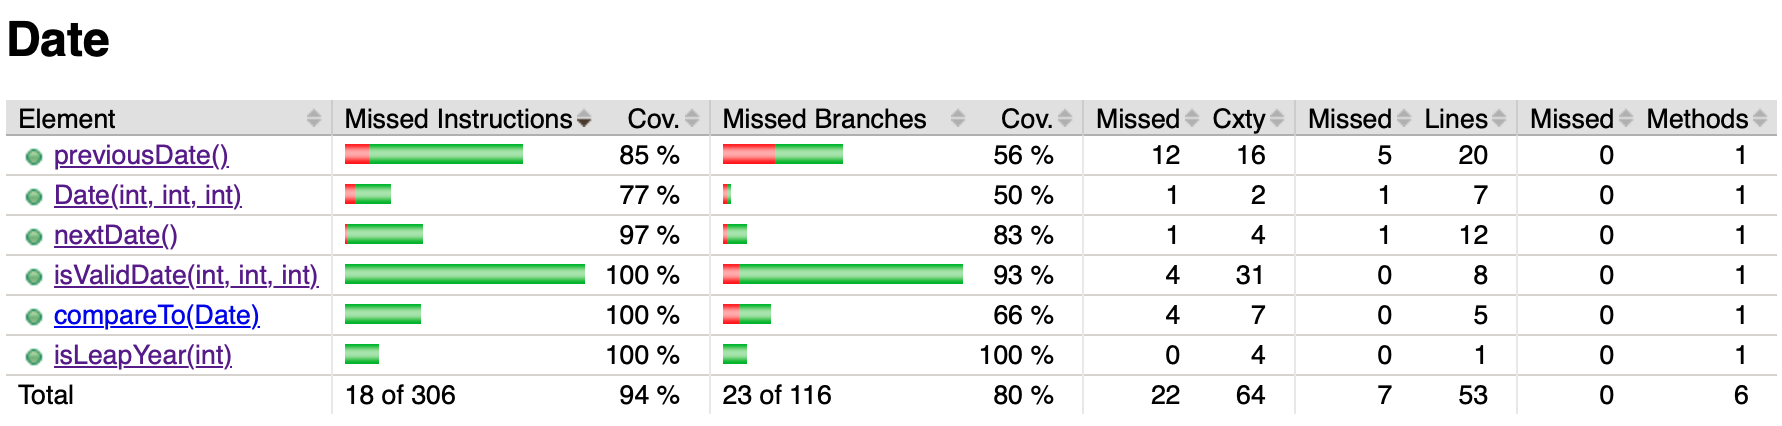 Date
Element Missed Instructions Cov. Missed Branches Cov. Missed Cxty Missed Lines Missed Methods
previousDate() 85 % 56 % 12 16 5 20 0 1
Date(int, int, int) 77 % 50 % 1 2 1 7 0 1
nextDate() 97 % 83 % 1 4 1 12 0 1
isValidDate(int, int, int) 100 % 93 % 4 31 0 8 0 1
compareTo(Date) 100 % 66 % 4 7 0 5 0 1
isLeapYear(int) 100 % 100 % 0 4 0 1 0 1
Total 18 of 306 94 % 23 of 116 80 % 22 64 7 53 0 6